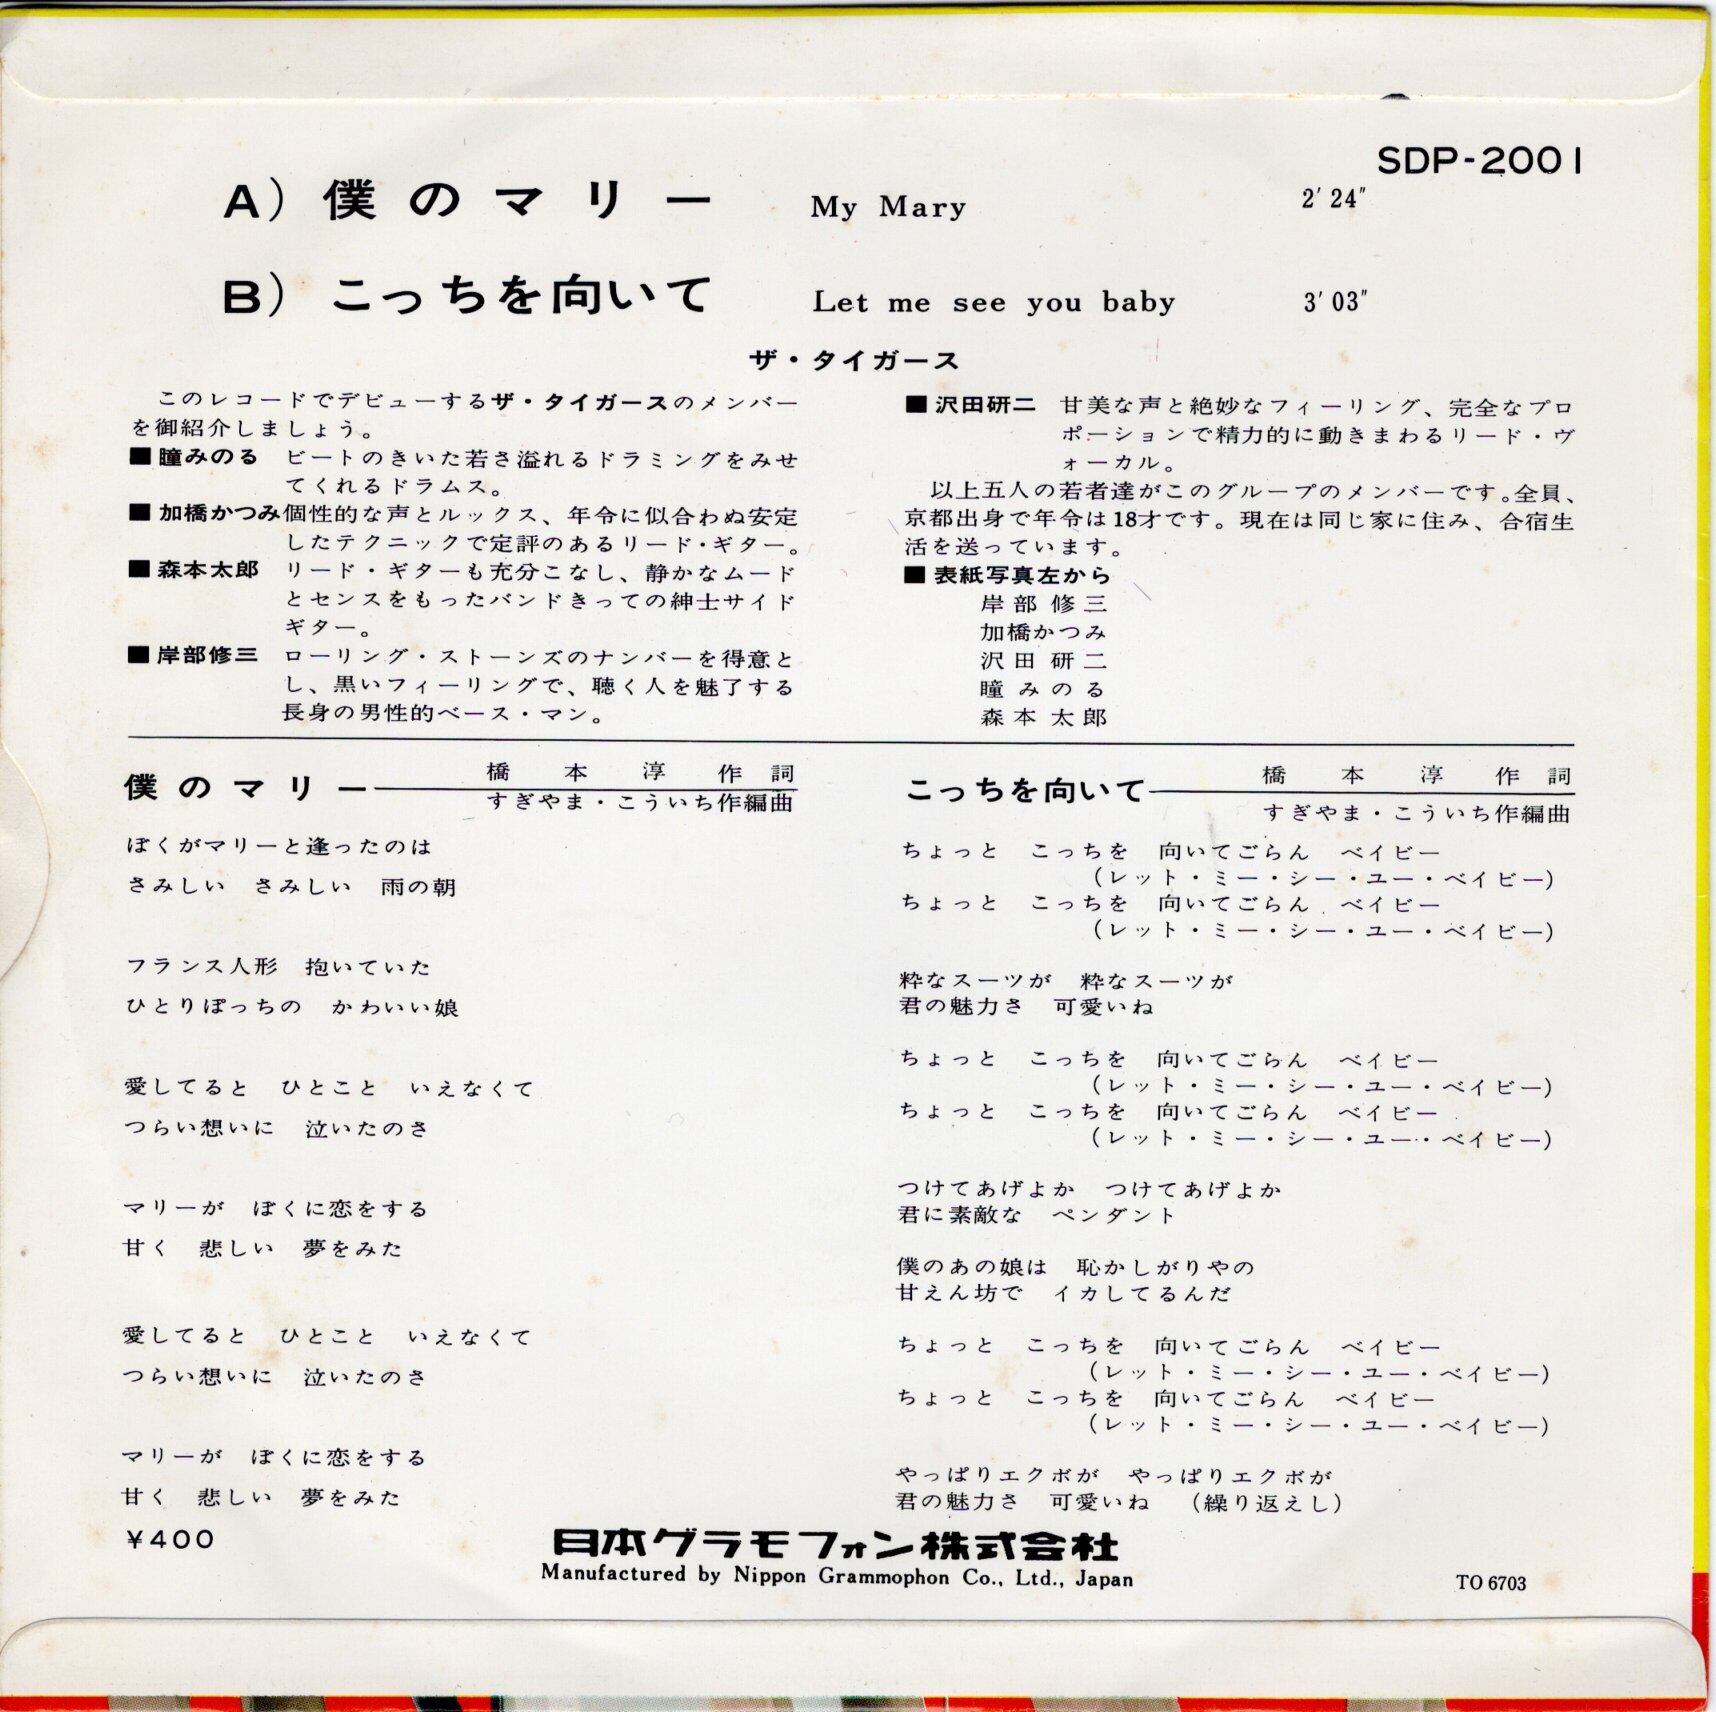 SDP-2001
A) 僕のマリー My Mary 2′24″
B) こっちを向いて Let me see you baby 3′03″
ザ・タイガース
このレコードでデビューするザ・タイガースのメンバー
を御紹介しましょう。
■瞳みのる ビートのきいた若さ溢れるドラミングをみせ
てくれるドラムス。
■加橋かつみ 個性的な声とルックス、年令に似合わぬ安定
したテクニックで定評のあるリード・ギター。
■森本太郎 リード・ギターも充分こなし、静かなムード
とセンスをもったバンドきっての紳士サイド
ギター。
■岸部修三 ローリング・ストーンズのナンバーを得意と
し、黒いフィーリングで、聴く人を魅了する
長身の男性的ベース・マン。
■沢田研二 甘美な声と絶妙なフィーリング、完全なプロ
ポーションで精力的に動きまわるリード・ヴ
ォーカル。
以上五人の若者達がこのグループのメンバーです。全員、
京都出身で年令は18才です。現在は同じ家に住み、合宿生
活を送っています。
■表紙写真左から
岸部修三
加橋かつみ
沢田研二
瞳みのる
森本太郎
僕のマリー
橋本淳作詞
すぎやま・こういち作編曲
ぼくがマリーと逢ったのは
さみしい さみしい 雨の朝
フランス人形 抱いていた
ひとりぼっちの かわいい娘
愛してると ひとこと いえなくて
つらい想いに 泣いたのさ
マリーが ぼくに恋をする
甘く 悲しい 夢をみた
愛してると ひとこと いえなくて
つらい想いに 泣いたのさ
マリーが ぼくに恋をする
甘く 悲しい 夢をみた
こっちを向いて
橋本淳作詞
すぎやま・こういち作編曲
ちょっと こっちを 向いてごらん ベイビー
(レット・ミー・シー・ユー・ベイビー)
ちょっと こっちを 向いてごらん ベイビー
(レット・ミー・シー・ユー・ベイビー)
粋なスーツが 粋なスーツが
君の魅力さ 可愛いね
ちょっと こっちを 向いてごらん ベイビー
(レット・ミー・シー・ユー・ベイビー)
ちょっと こっちを 向いてごらん ベイビー
(レット・ミー・シー・ユー・ベイビー)
つけてあげよか つけてあげよか
君に素敵な ペンダント
僕のあの娘は 恥かしがりやの
甘えん坊で イカしてるんだ
ちょっと こっちを 向いてごらん ベイビー
(レット・ミー・シー・ユー・ベイビー)
ちょっと こっちを 向いてごらん ベイビー
(レット・ミー・シー・ユー・ベイビー)
やっぱりエクボが やっぱりエクボが
君の魅力さ 可愛いね (繰り返えし)
¥400
日本グラモフォン株式会社
Manufactured by Nippon Grammophon Co., Ltd., Japan
TO 6703